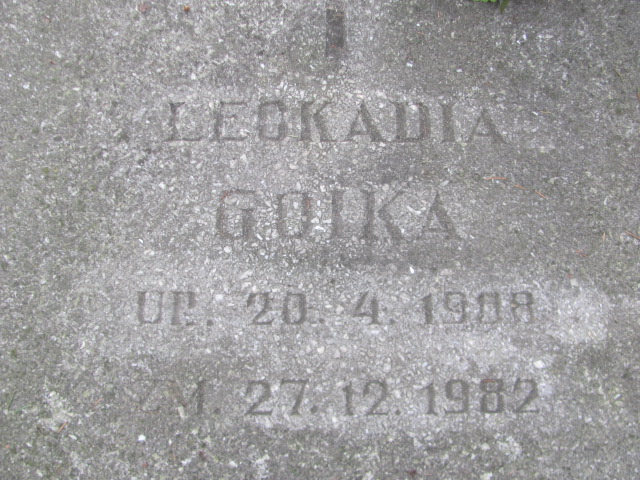 LEOKADIA
GOIKA
UR. 20. 4. 1908
ZM. 27. 12. 1982